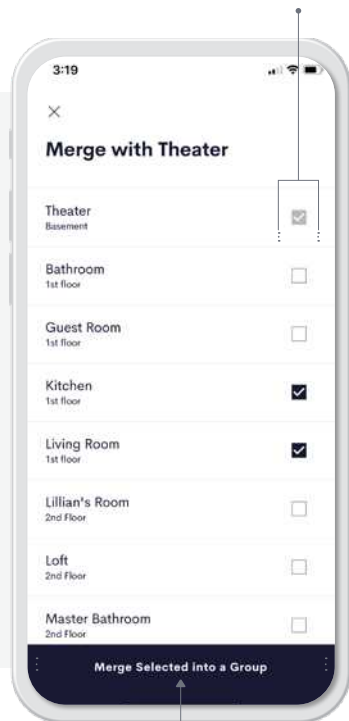 3:19
Merge with Theater
Theater
Basement
Bathroom
1st floor
Guest Room
1st floor
Kitchen
1st floor
Living Room
1st floor
Lillian's Room
2nd Floor
Loft
2nd Floor
Master Bathroom
2nd Floor
Merge Selected into a Group